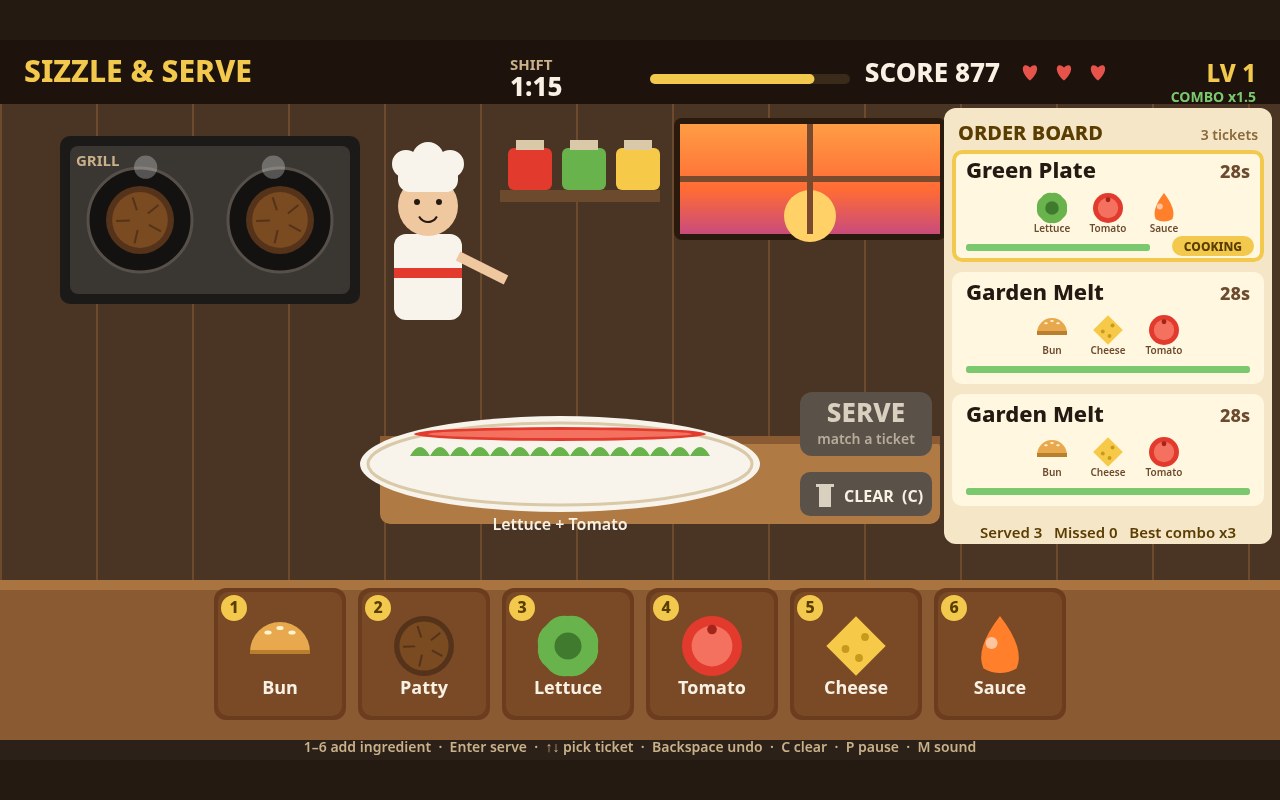 SIZZLE & SERVE
SHIFT
1:15
SCORE 877
LV 1
COMBO x1.5
GRILL
ORDER BOARD
3 tickets
Green Plate
28s
Lettuce Tomato Sauce
COOKING
Garden Melt
28s
Bun Cheese Tomato
Garden Melt
28s
Bun Cheese Tomato
Served 3 Missed 0 Best combo x3
SERVE
match a ticket
CLEAR (C)
Lettuce + Tomato
1
Bun
2
Patty
3
Lettuce
4
Tomato
5
Cheese
6
Sauce
1–6 add ingredient · Enter serve · ↑↓ pick ticket · Backspace undo · C clear · P pause · M sound